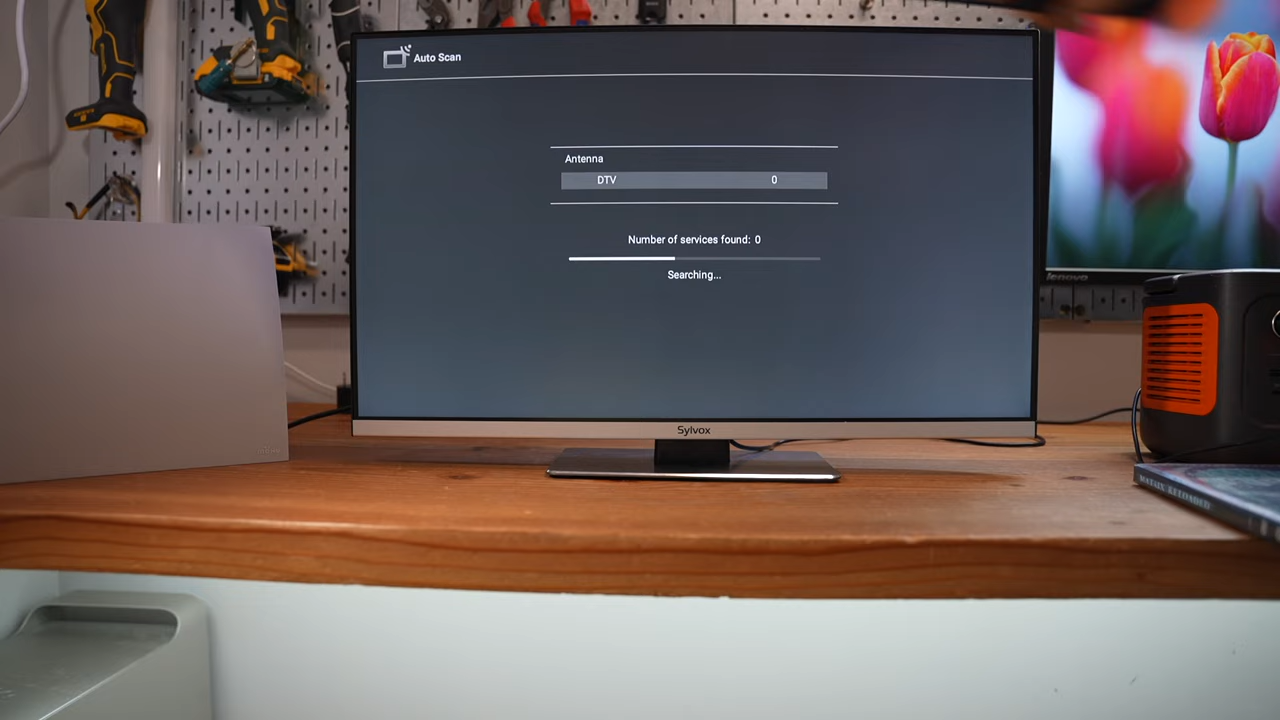 Auto Scan
Antenna
DTV 0
Number of services found: 0
Searching...
Sylvox
lenovo